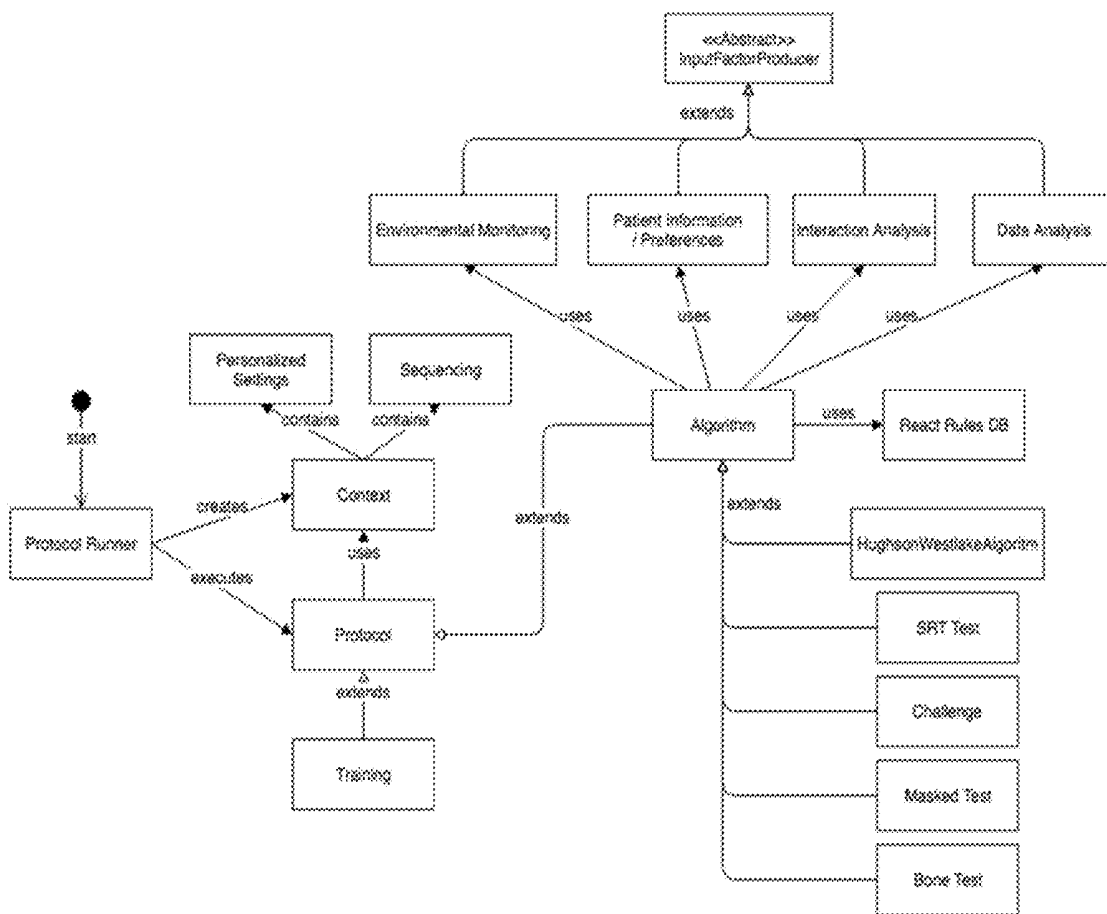 <<Abstract>>
InputFactorProducer
extends
Environmental Monitoring
Patient Information
/ Preferences
Interaction Analysis
Data Analysis
uses
uses
uses
uses
Personalized
Settings
Sequencing
contains
contains
start
Algorithm
uses
React Rules DB
Protocol Runner
creates
Context
extends
extends
executes
uses
HughsonWestlakeAlgoritm
Protocol
SRT Test
extends
Challenge
Training
Masked Test
Bone Test